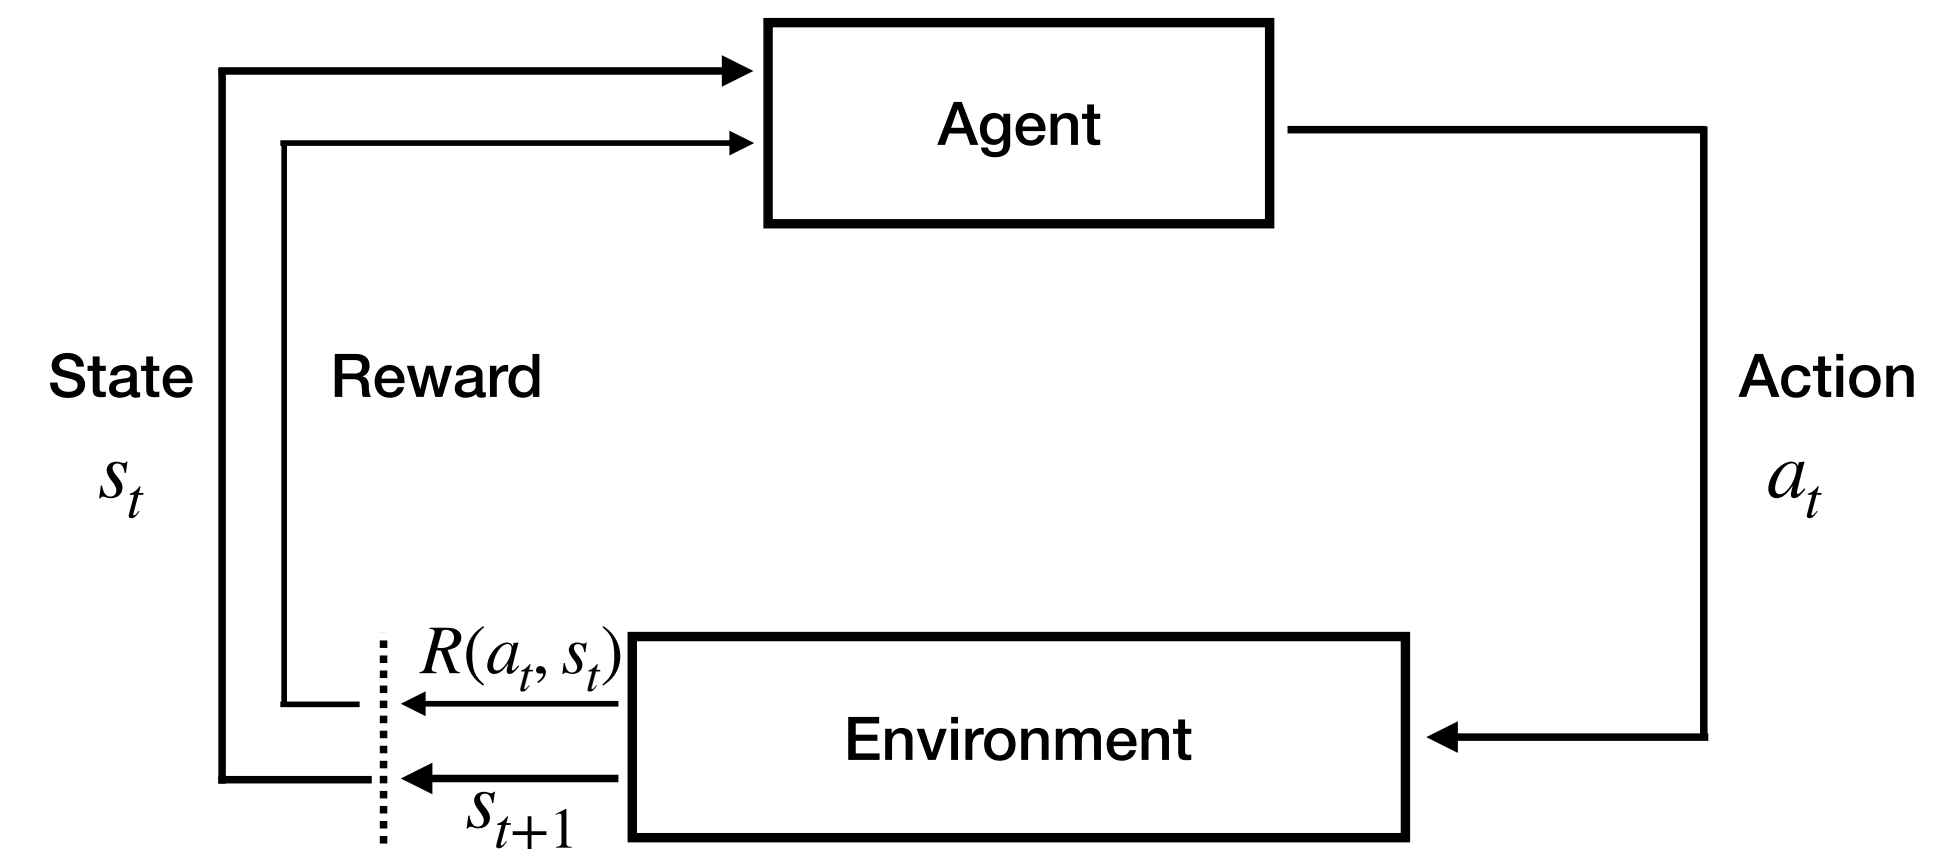 Agent
State
Reward
Action
s_t
a_t
R(a_t, s_t)
Environment
s_{t+1}